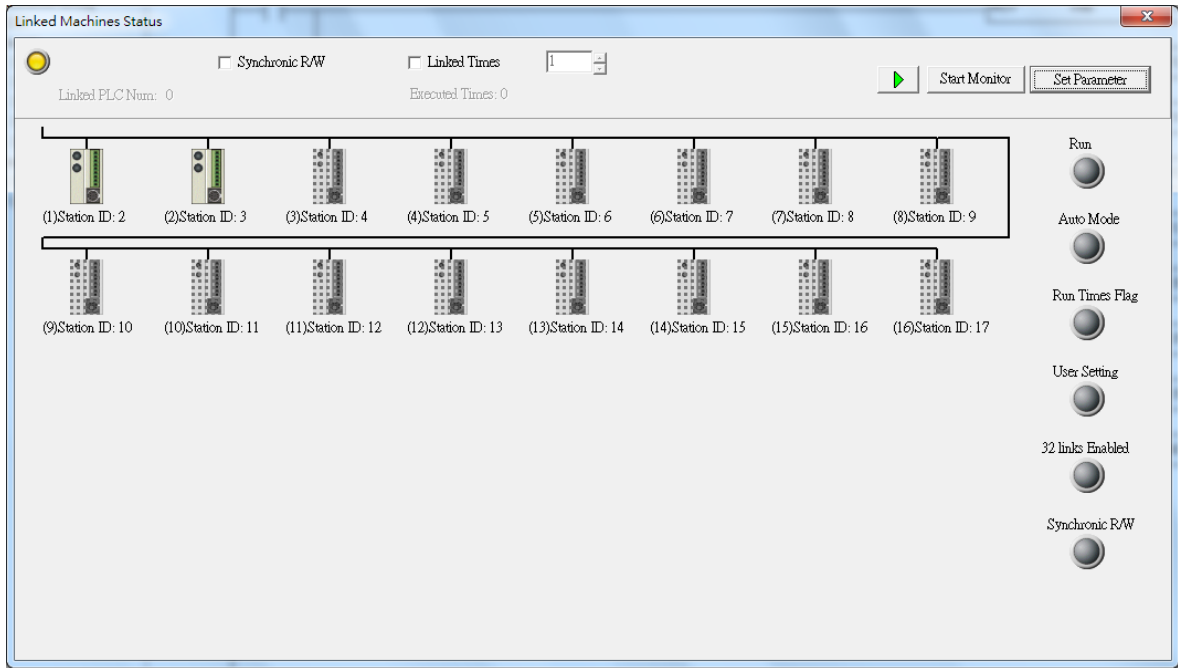 Linked Machines Status
Synchronic R/W
Linked Times
1
Start Monitor
Set Parameter
Linked PLC Num: 0
Executed Times: 0
Run
(1)Station ID: 2
(2)Station ID: 3
(3)Station ID: 4
(4)Station ID: 5
(5)Station ID: 6
(6)Station ID: 7
(7)Station ID: 8
(8)Station ID: 9
Auto Mode
Run Times Flag
(9)Station ID: 10
(10)Station ID: 11
(11)Station ID: 12
(12)Station ID: 13
(13)Station ID: 14
(14)Station ID: 15
(15)Station ID: 16
(16)Station ID: 17
User Setting
32 links Enabled
Synchronic R/W